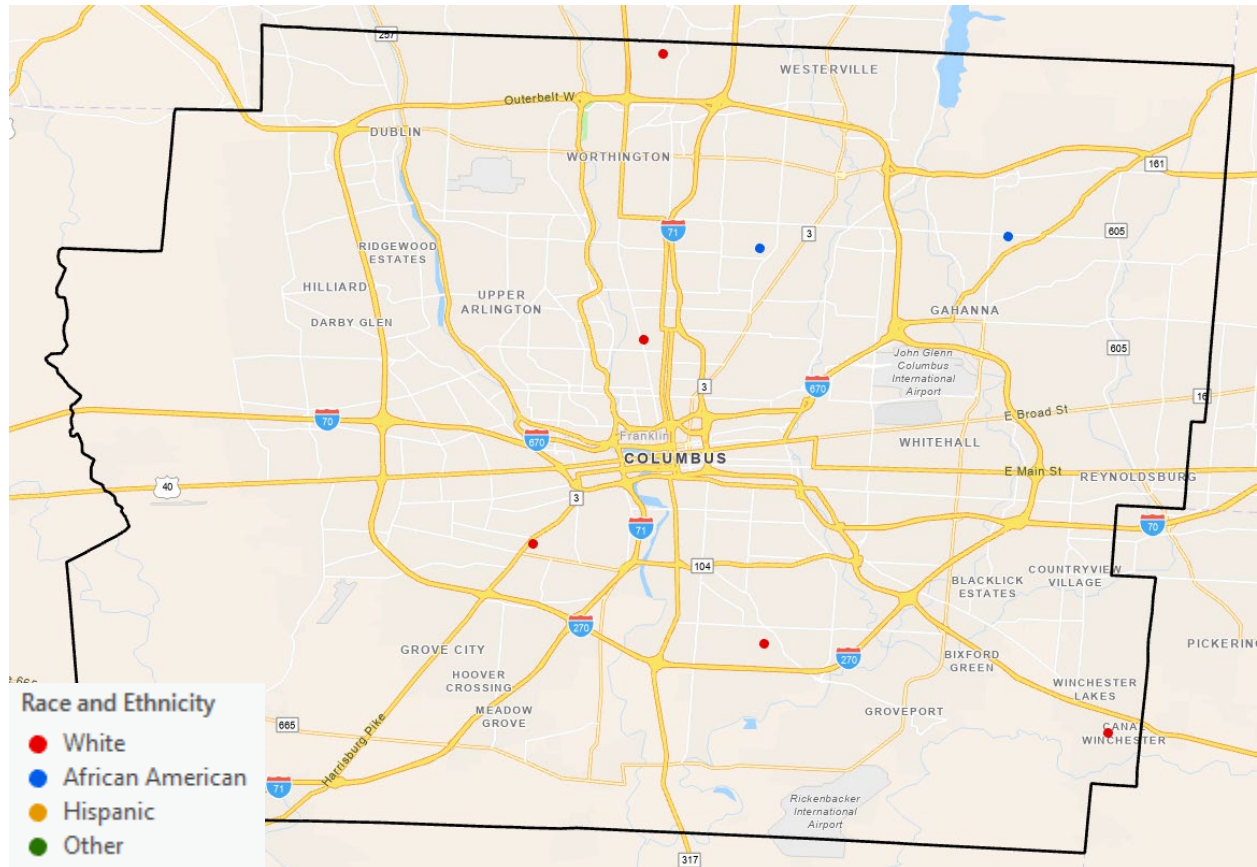 257
WESTERVILLE
Outerbelt W
DUBLIN
WORTHINGTON
161
71
3
605
RIDGEWOOD
ESTATES
HILLIARD
UPPER
ARLINGTON
DARBY GLEN
GAHANNA
605
John Glenn
Columbus
International
Airport
3
670
16
E Broad St
70
670
Franklin
WHITEHALL
COLUMBUS
E Main St
REYNOLDSBURG
40
3
71
70
104
COUNTRYVIEW
VILLAGE
BLACKLICK
ESTATES
270
GROVE CITY
270
BIXFORD
GREEN
PICKERING
HOOVER
CROSSING
WINCHESTER
LAKES
MEADOW
GROVE
GROVEPORT
665
CANAL
WINCHESTER
Harrisburg Pike
71
Rickenbacker
International
Airport
317
Race and Ethnicity
White
African American
Hispanic
Other